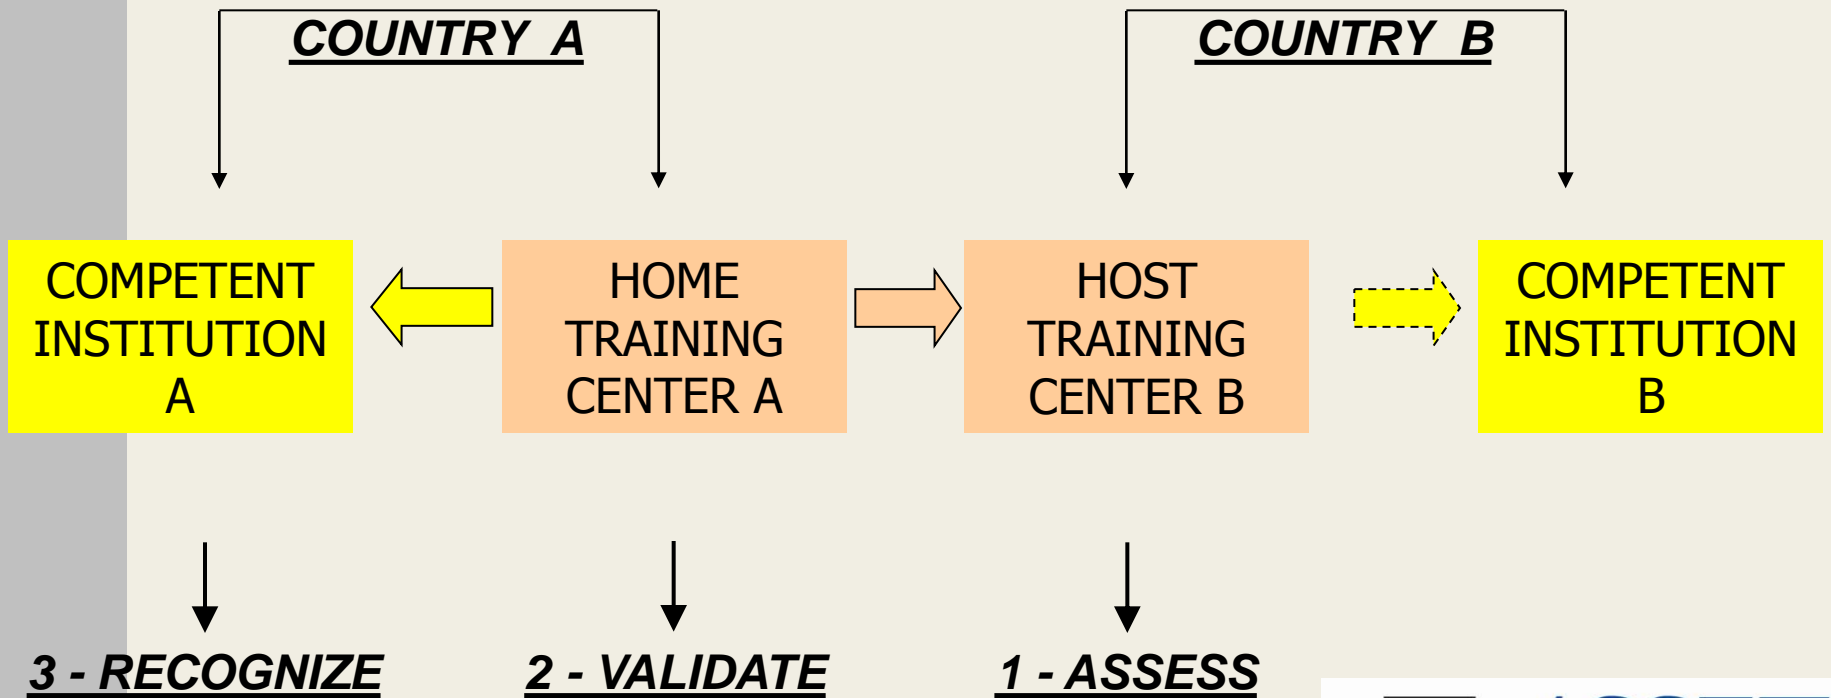 COUNTRY A
COUNTRY B
COMPETENT
INSTITUTION
A
HOME
TRAINING
CENTER A
HOST
TRAINING
CENTER B
COMPETENT
INSTITUTION
B
3 - RECOGNIZE
2 - VALIDATE
1 - ASSESS